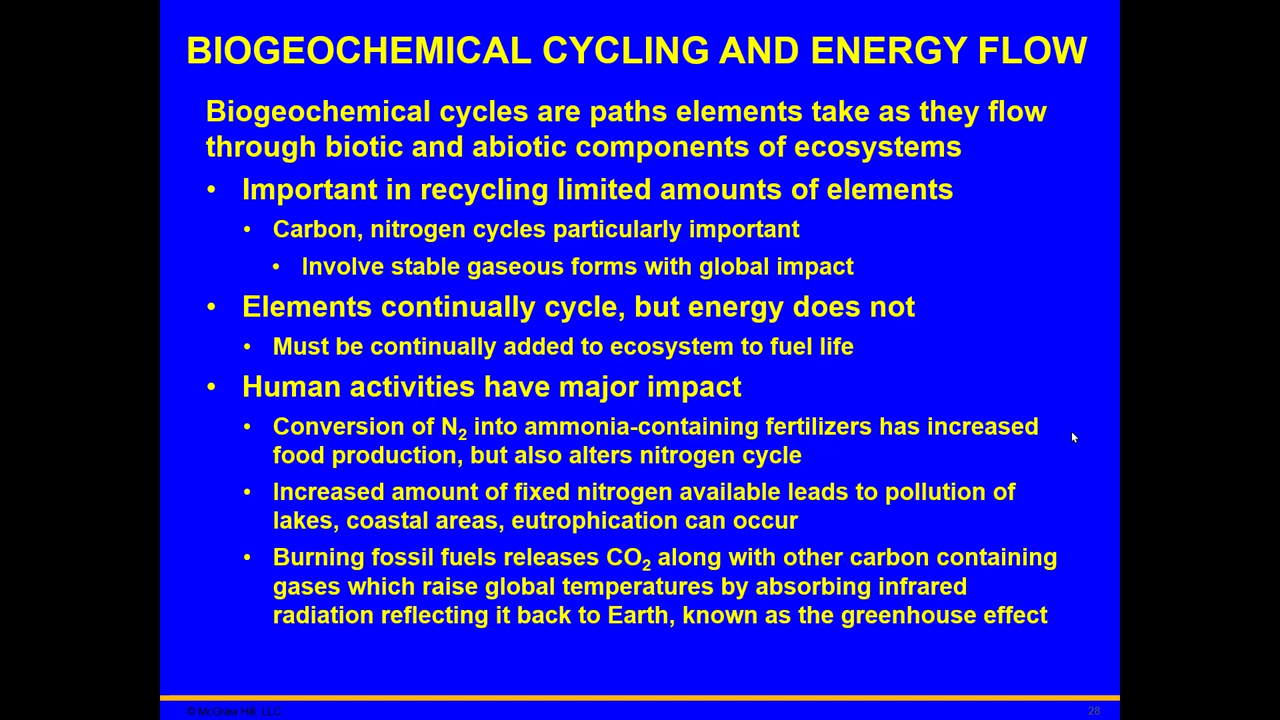 BIOGEOCHEMICAL CYCLING AND ENERGY FLOW
Biogeochemical cycles are paths elements take as they flow
through biotic and abiotic components of ecosystems
• Important in recycling limited amounts of elements
• Carbon, nitrogen cycles particularly important
• Involve stable gaseous forms with global impact
• Elements continually cycle, but energy does not
• Must be continually added to ecosystem to fuel life
• Human activities have major impact
• Conversion of N₂ into ammonia-containing fertilizers has increased
food production, but also alters nitrogen cycle
• Increased amount of fixed nitrogen available leads to pollution of
lakes, coastal areas, eutrophication can occur
• Burning fossil fuels releases CO₂ along with other carbon containing
gases which raise global temperatures by absorbing infrared
radiation reflecting it back to Earth, known as the greenhouse effect
© McGraw Hill, LLC
28